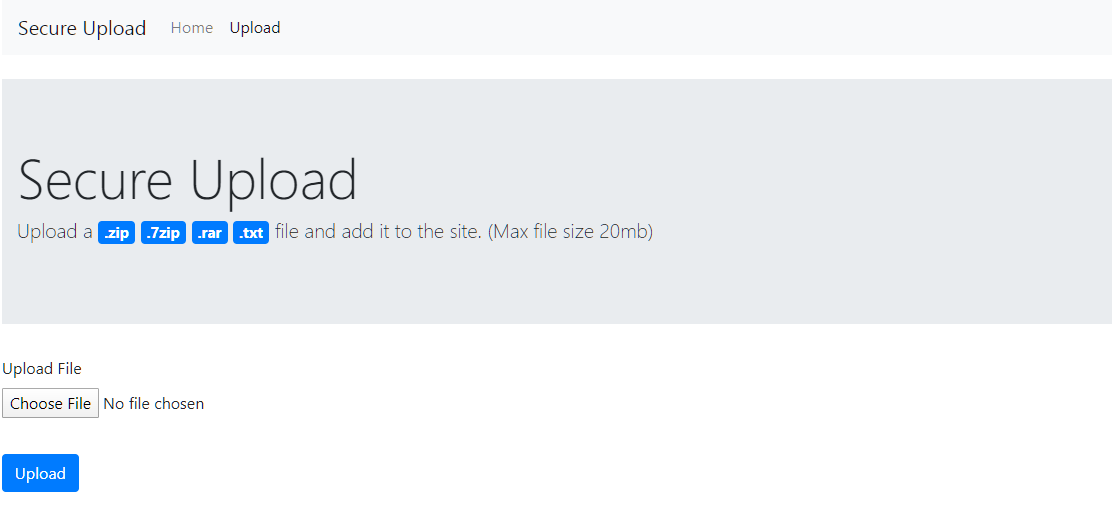 Secure Upload Home Upload
Secure Upload
Upload a .zip .7zip .rar .txt file and add it to the site. (Max file size 20mb)
Upload File
Choose File No file chosen
Upload